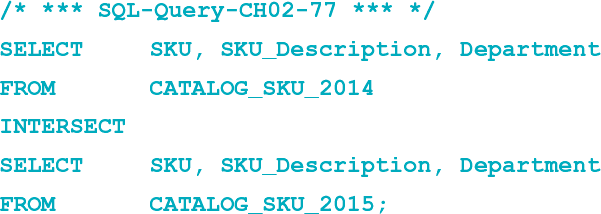 /* *** SQL-Query-CH02-77 *** */
SELECT SKU, SKU_Description, Department
FROM CATALOG_SKU_2014
INTERSECT
SELECT SKU, SKU_Description, Department
FROM CATALOG_SKU_2015;